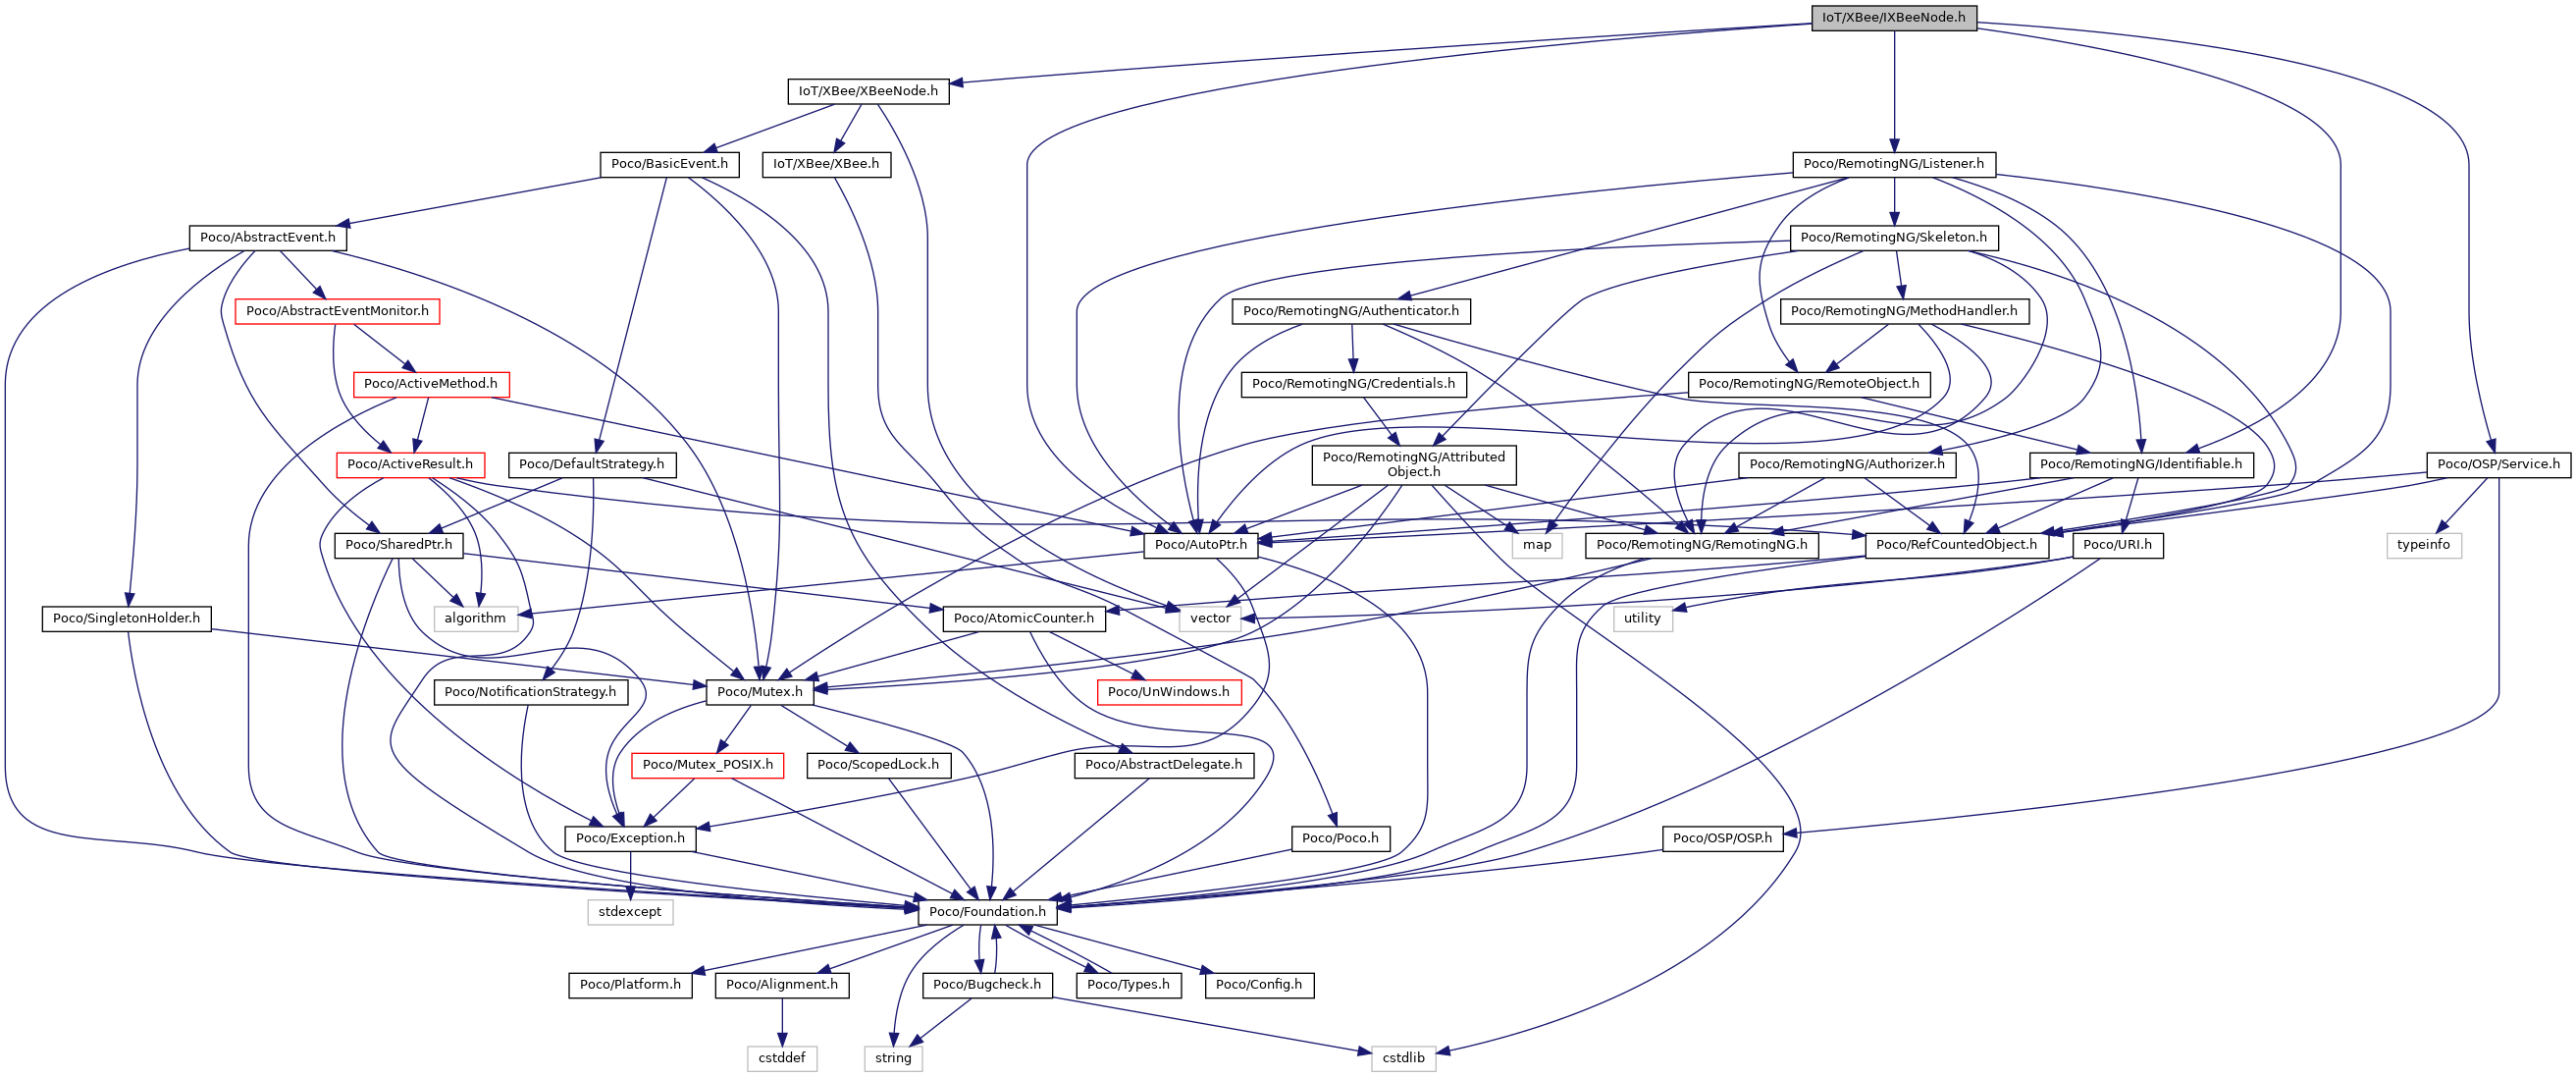 IoT/XBee/IXBeeNode.h
IoT/XBee/XBeeNode.h
Poco/BasicEvent.h
IoT/XBee/XBee.h
Poco/RemotingNG/Listener.h
Poco/AbstractEvent.h
Poco/RemotingNG/Skeleton.h
Poco/AbstractEventMonitor.h
Poco/RemotingNG/Authenticator.h
Poco/RemotingNG/MethodHandler.h
Poco/ActiveMethod.h
Poco/RemotingNG/Credentials.h
Poco/RemotingNG/RemoteObject.h
Poco/ActiveResult.h
Poco/DefaultStrategy.h
Poco/RemotingNG/Attributed
Object.h
Poco/RemotingNG/Authorizer.h
Poco/RemotingNG/Identifiable.h
Poco/OSP/Service.h
Poco/SharedPtr.h
Poco/AutoPtr.h
map
Poco/RemotingNG/RemotingNG.h
Poco/RefCountedObject.h
Poco/URI.h
typeinfo
Poco/SingletonHolder.h
algorithm
Poco/AtomicCounter.h
vector
utility
Poco/NotificationStrategy.h
Poco/Mutex.h
Poco/UnWindows.h
Poco/Mutex_POSIX.h
Poco/ScopedLock.h
Poco/AbstractDelegate.h
Poco/Exception.h
Poco/Poco.h
Poco/OSP/OSP.h
stdexcept
Poco/Foundation.h
Poco/Platform.h
Poco/Alignment.h
Poco/Bugcheck.h
Poco/Types.h
Poco/Config.h
cstddef
string
cstdlib